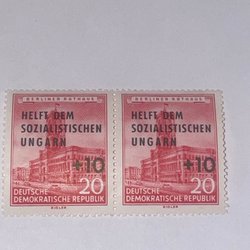 BERLINER RATHAUS
HELFT DEM
SOZIALISTISCHEN
UNGARN
+10
20
DEUTSCHE
DEMOKRATISCHE REPUBLIK
BERLINER RATHAUS
HELFT DEM
SOZIALISTISCHEN
UNGARN
+10
20
DEUTSCHE
DEMOKRATISCHE REPUBLIK